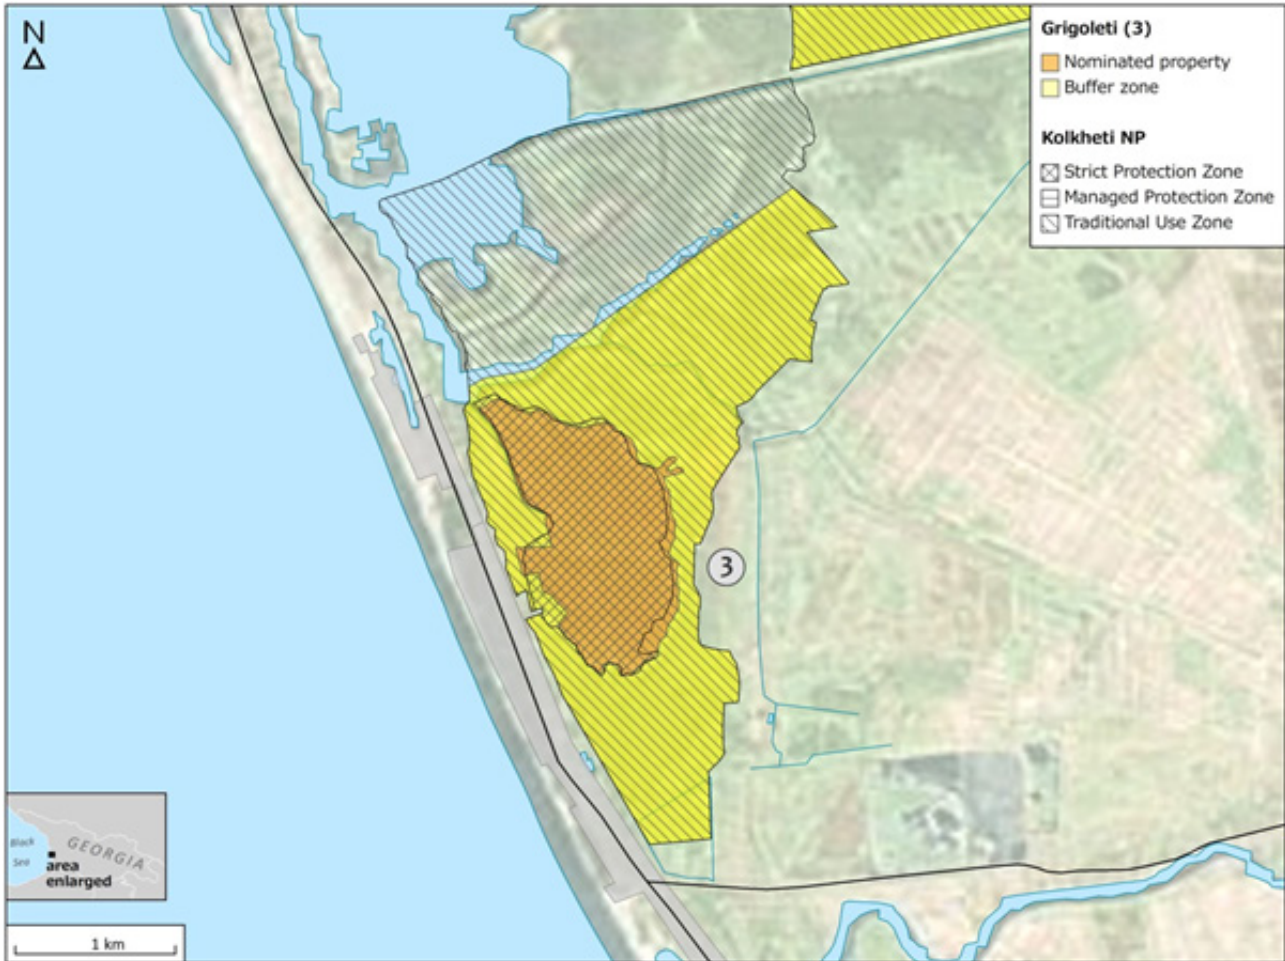 N
Grigoleti (3)
Nominated property
Buffer zone
Kolkheti NP
Strict Protection Zone
Managed Protection Zone
Traditional Use Zone
3
Black
Sea
GEORGIA
area
enlarged
1 km